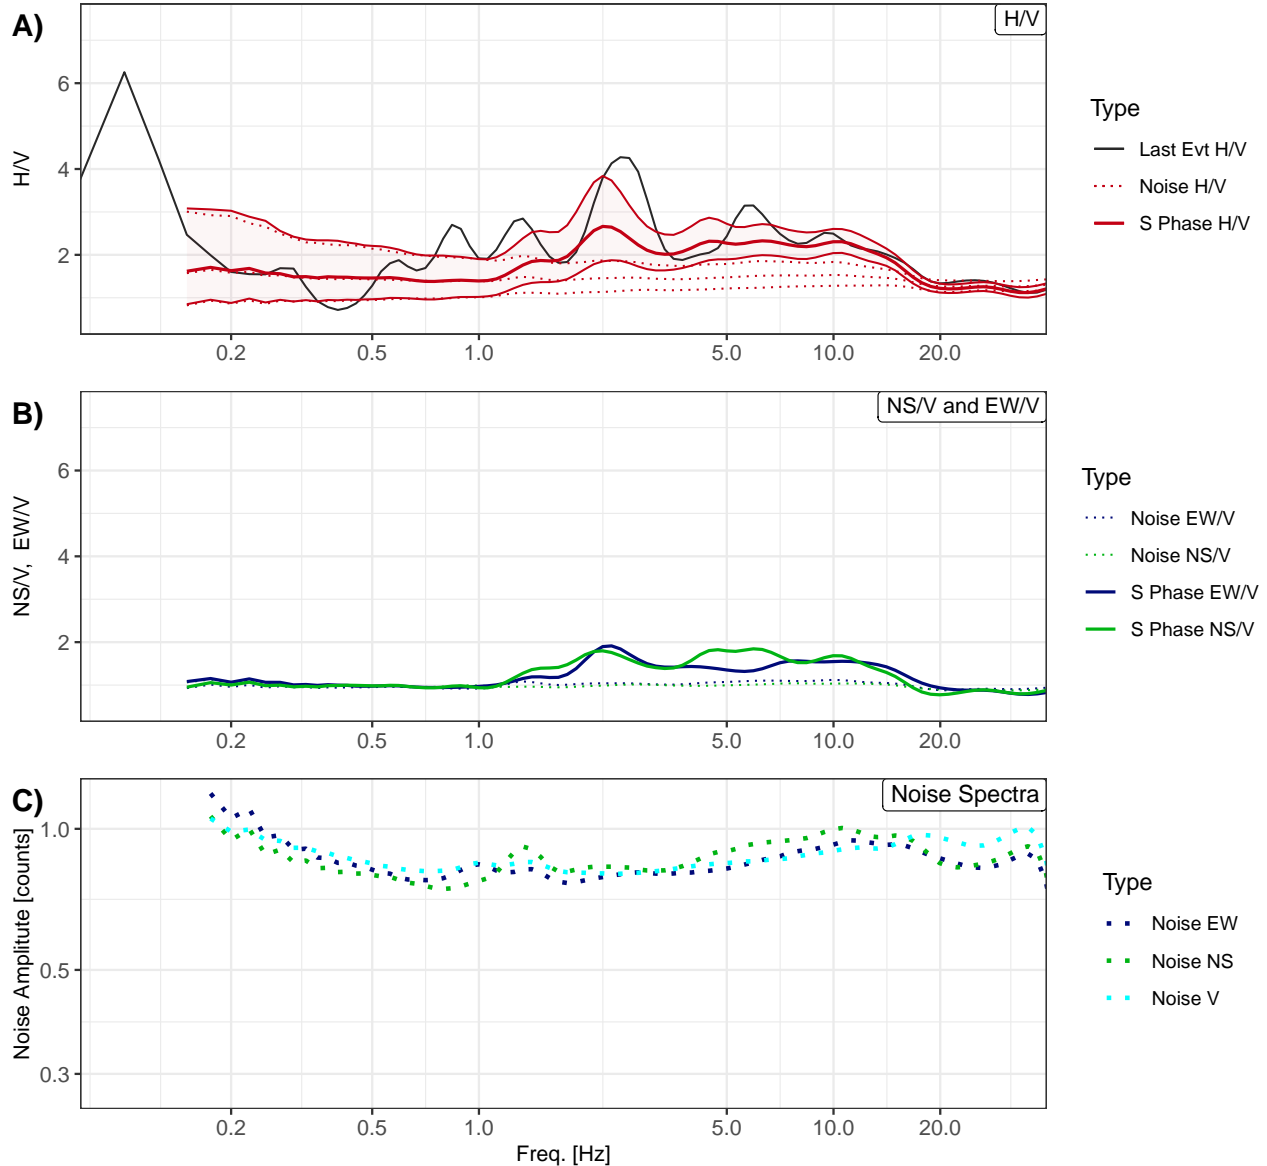 A)
H/V
6
4
2
H/V
0.2 0.5 1.0 5.0 10.0 20.0
Type
Last Evt H/V
Noise H/V
S Phase H/V
B)
NS/V and EW/V
6
4
2
NS/V, EW/V
0.2 0.5 1.0 5.0 10.0 20.0
Type
Noise EW/V
Noise NS/V
S Phase EW/V
S Phase NS/V
C)
Noise Spectra
1.0
0.5
0.3
Noise Amplitute [counts]
0.2 0.5 1.0 5.0 10.0 20.0
Freq. [Hz]
Type
Noise EW
Noise NS
Noise V